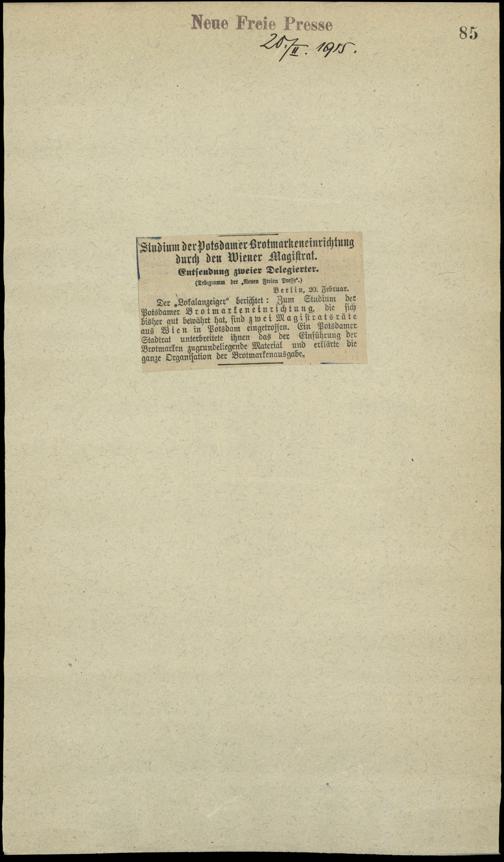 Neue Freie Presse
85
20./II. 1915.
Studium der Potsdamer Brotmarkeneinrichtung
durch den Wiener Magistrat.
Entsendung zweier Delegierter.
(Telegramm der „Neuen Freien Presse“.)
Berlin, 20. Februar.
Der „Lokalanzeiger“ berichtet: Zum Studium der
Potsdamer Brotmarkeneinrichtung, die sich
bisher gut bewährt hat, sind zwei Magistratsräte
aus Wien in Potsdam eingetroffen. Ein Potsdamer
Stadtrat unterbreitete ihnen das der Einführung der
Brotmarken zugrundeliegende Material und erklärte die
ganze Organisation der Brotmarkenausgabe.